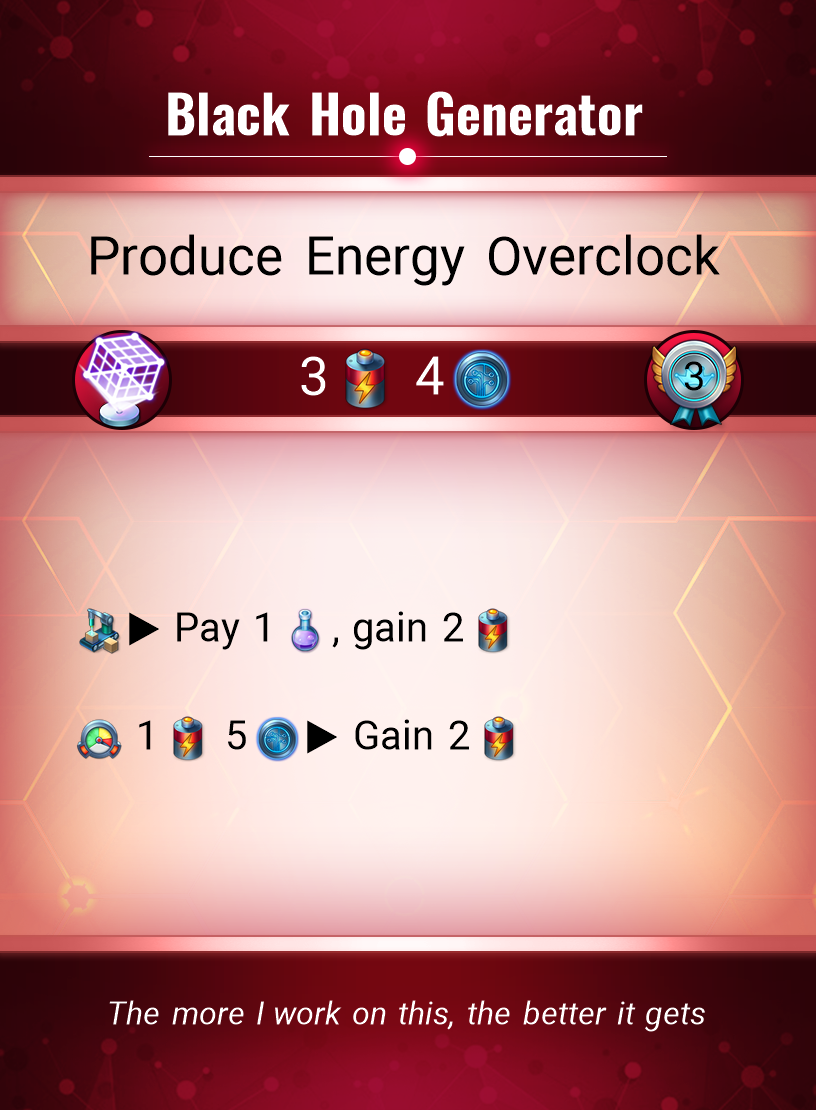 Black Hole Generator
Produce Energy Overclock
3 4 3
Pay 1 , gain 2
1 5 Gain 2
The more I work on this, the better it gets